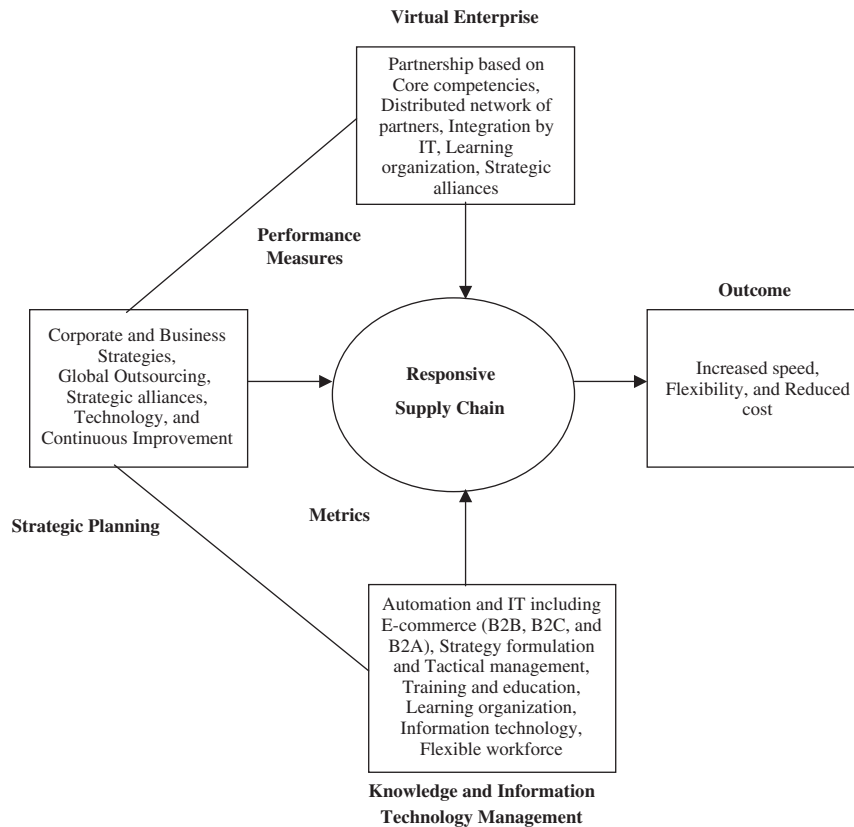 Virtual Enterprise
Partnership based on
Core competencies,
Distributed network of
partners, Integration by
IT, Learning
organization, Strategic
alliances
Performance
Measures
Corporate and Business
Strategies,
Global Outsourcing,
Strategic alliances,
Technology, and
Continuous Improvement
Strategic Planning
Responsive
Supply Chain
Outcome
Increased speed,
Flexibility, and Reduced
cost
Metrics
Automation and IT including
E-commerce (B2B, B2C, and
B2A), Strategy formulation
and Tactical management,
Training and education,
Learning organization,
Information technology,
Flexible workforce
Knowledge and Information
Technology Management